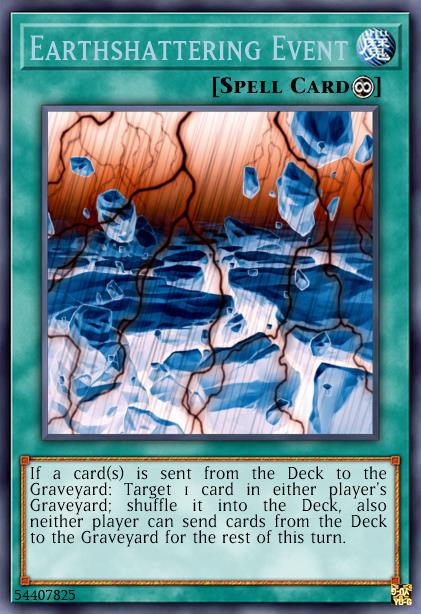 Earthshattering Event
魔
[Spell Card]
If a card(s) is sent from the Deck to the
Graveyard: Target 1 card in either player's
Graveyard; shuffle it into the Deck, also
neither player can send cards from the Deck
to the Graveyard for the rest of this turn.
54407825